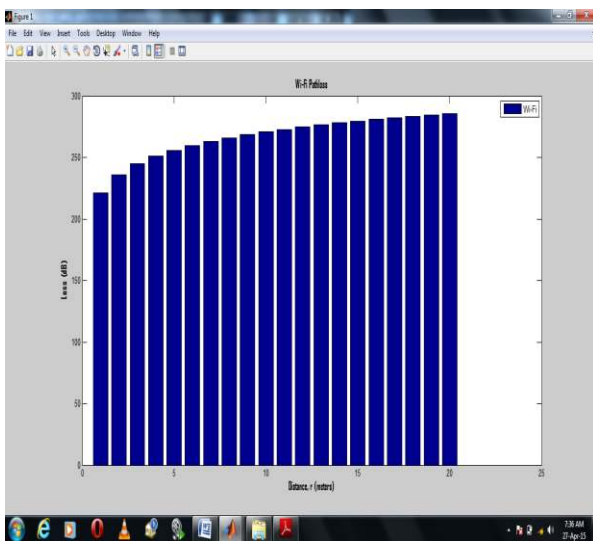 Figure 1
File Edit View Insert Tools Desktop Window Help
Wi-Fi Pathloss
Wi-Fi
300
250
200
150
100
50
0
Loss (dB)
0 5 10 15 20 25
Distance, r (meters)
7:36 AM
27-Apr-15